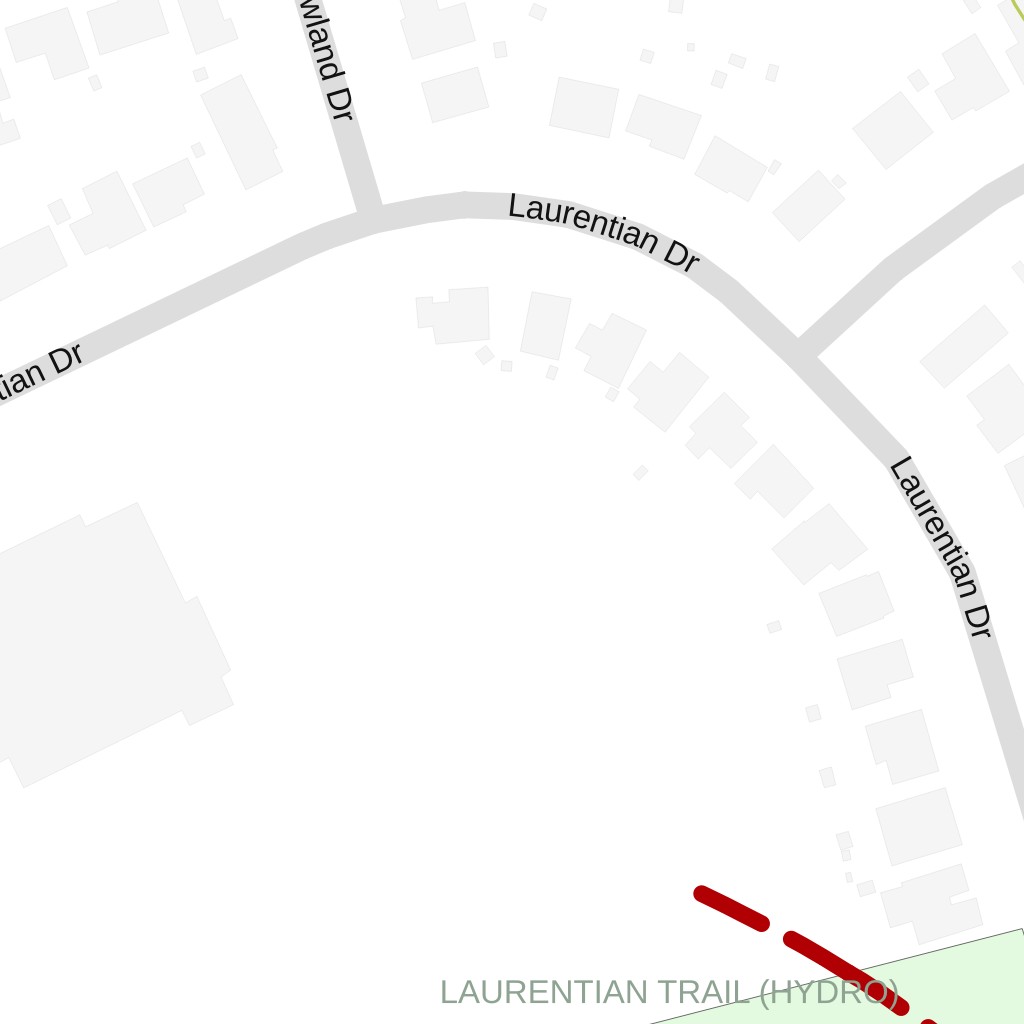 wland Dr
Laurentian Dr
tian Dr
Laurentian Dr
LAURENTIAN TRAIL (HYDRO)